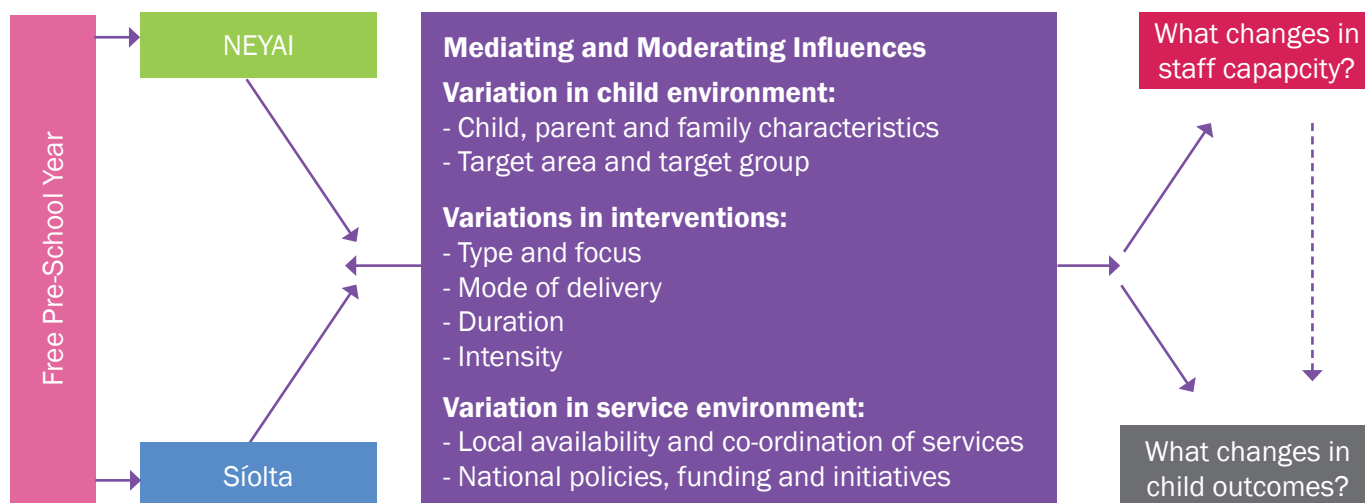 Free Pre-School Year
NEYAI
Síolta
Mediating and Moderating Influences
Variation in child environment:
- Child, parent and family characteristics
- Target area and target group
Variations in interventions:
- Type and focus
- Mode of delivery
- Duration
- Intensity
Variation in service environment:
- Local availability and co-ordination of services
- National policies, funding and initiatives
What changes in
staff capapcity?
What changes in
child outcomes?